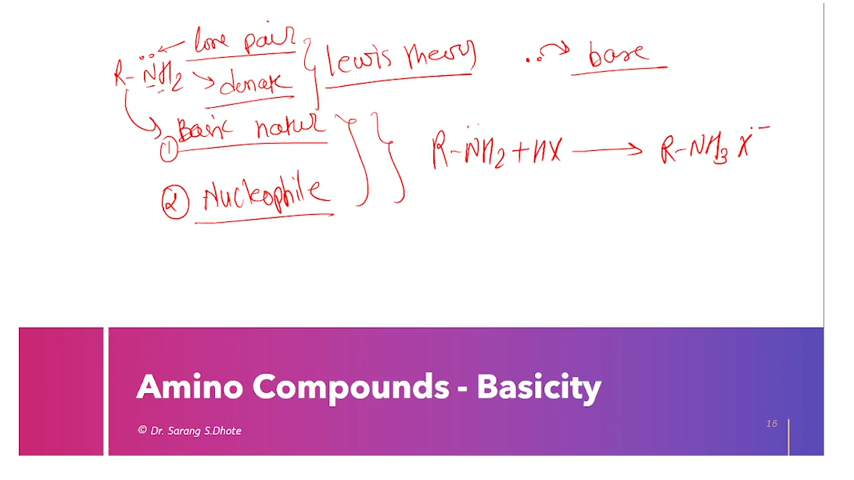 lone pair
R-N̈H2 → donate } Lewis theory .. → base
① Basic natur
② Nucleophile
R-N̈H2 + HX → R-NH3 X⁻
Amino Compounds - Basicity
© Dr. Sarang S.Dhote
16